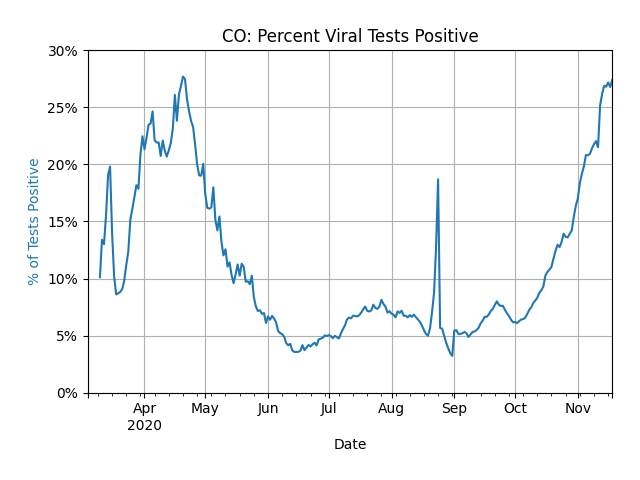 CO: Percent Viral Tests Positive
30%
25%
20%
15%
10%
5%
0%
% of Tests Positive
Apr May Jun Jul Aug Sep Oct Nov
2020
Date